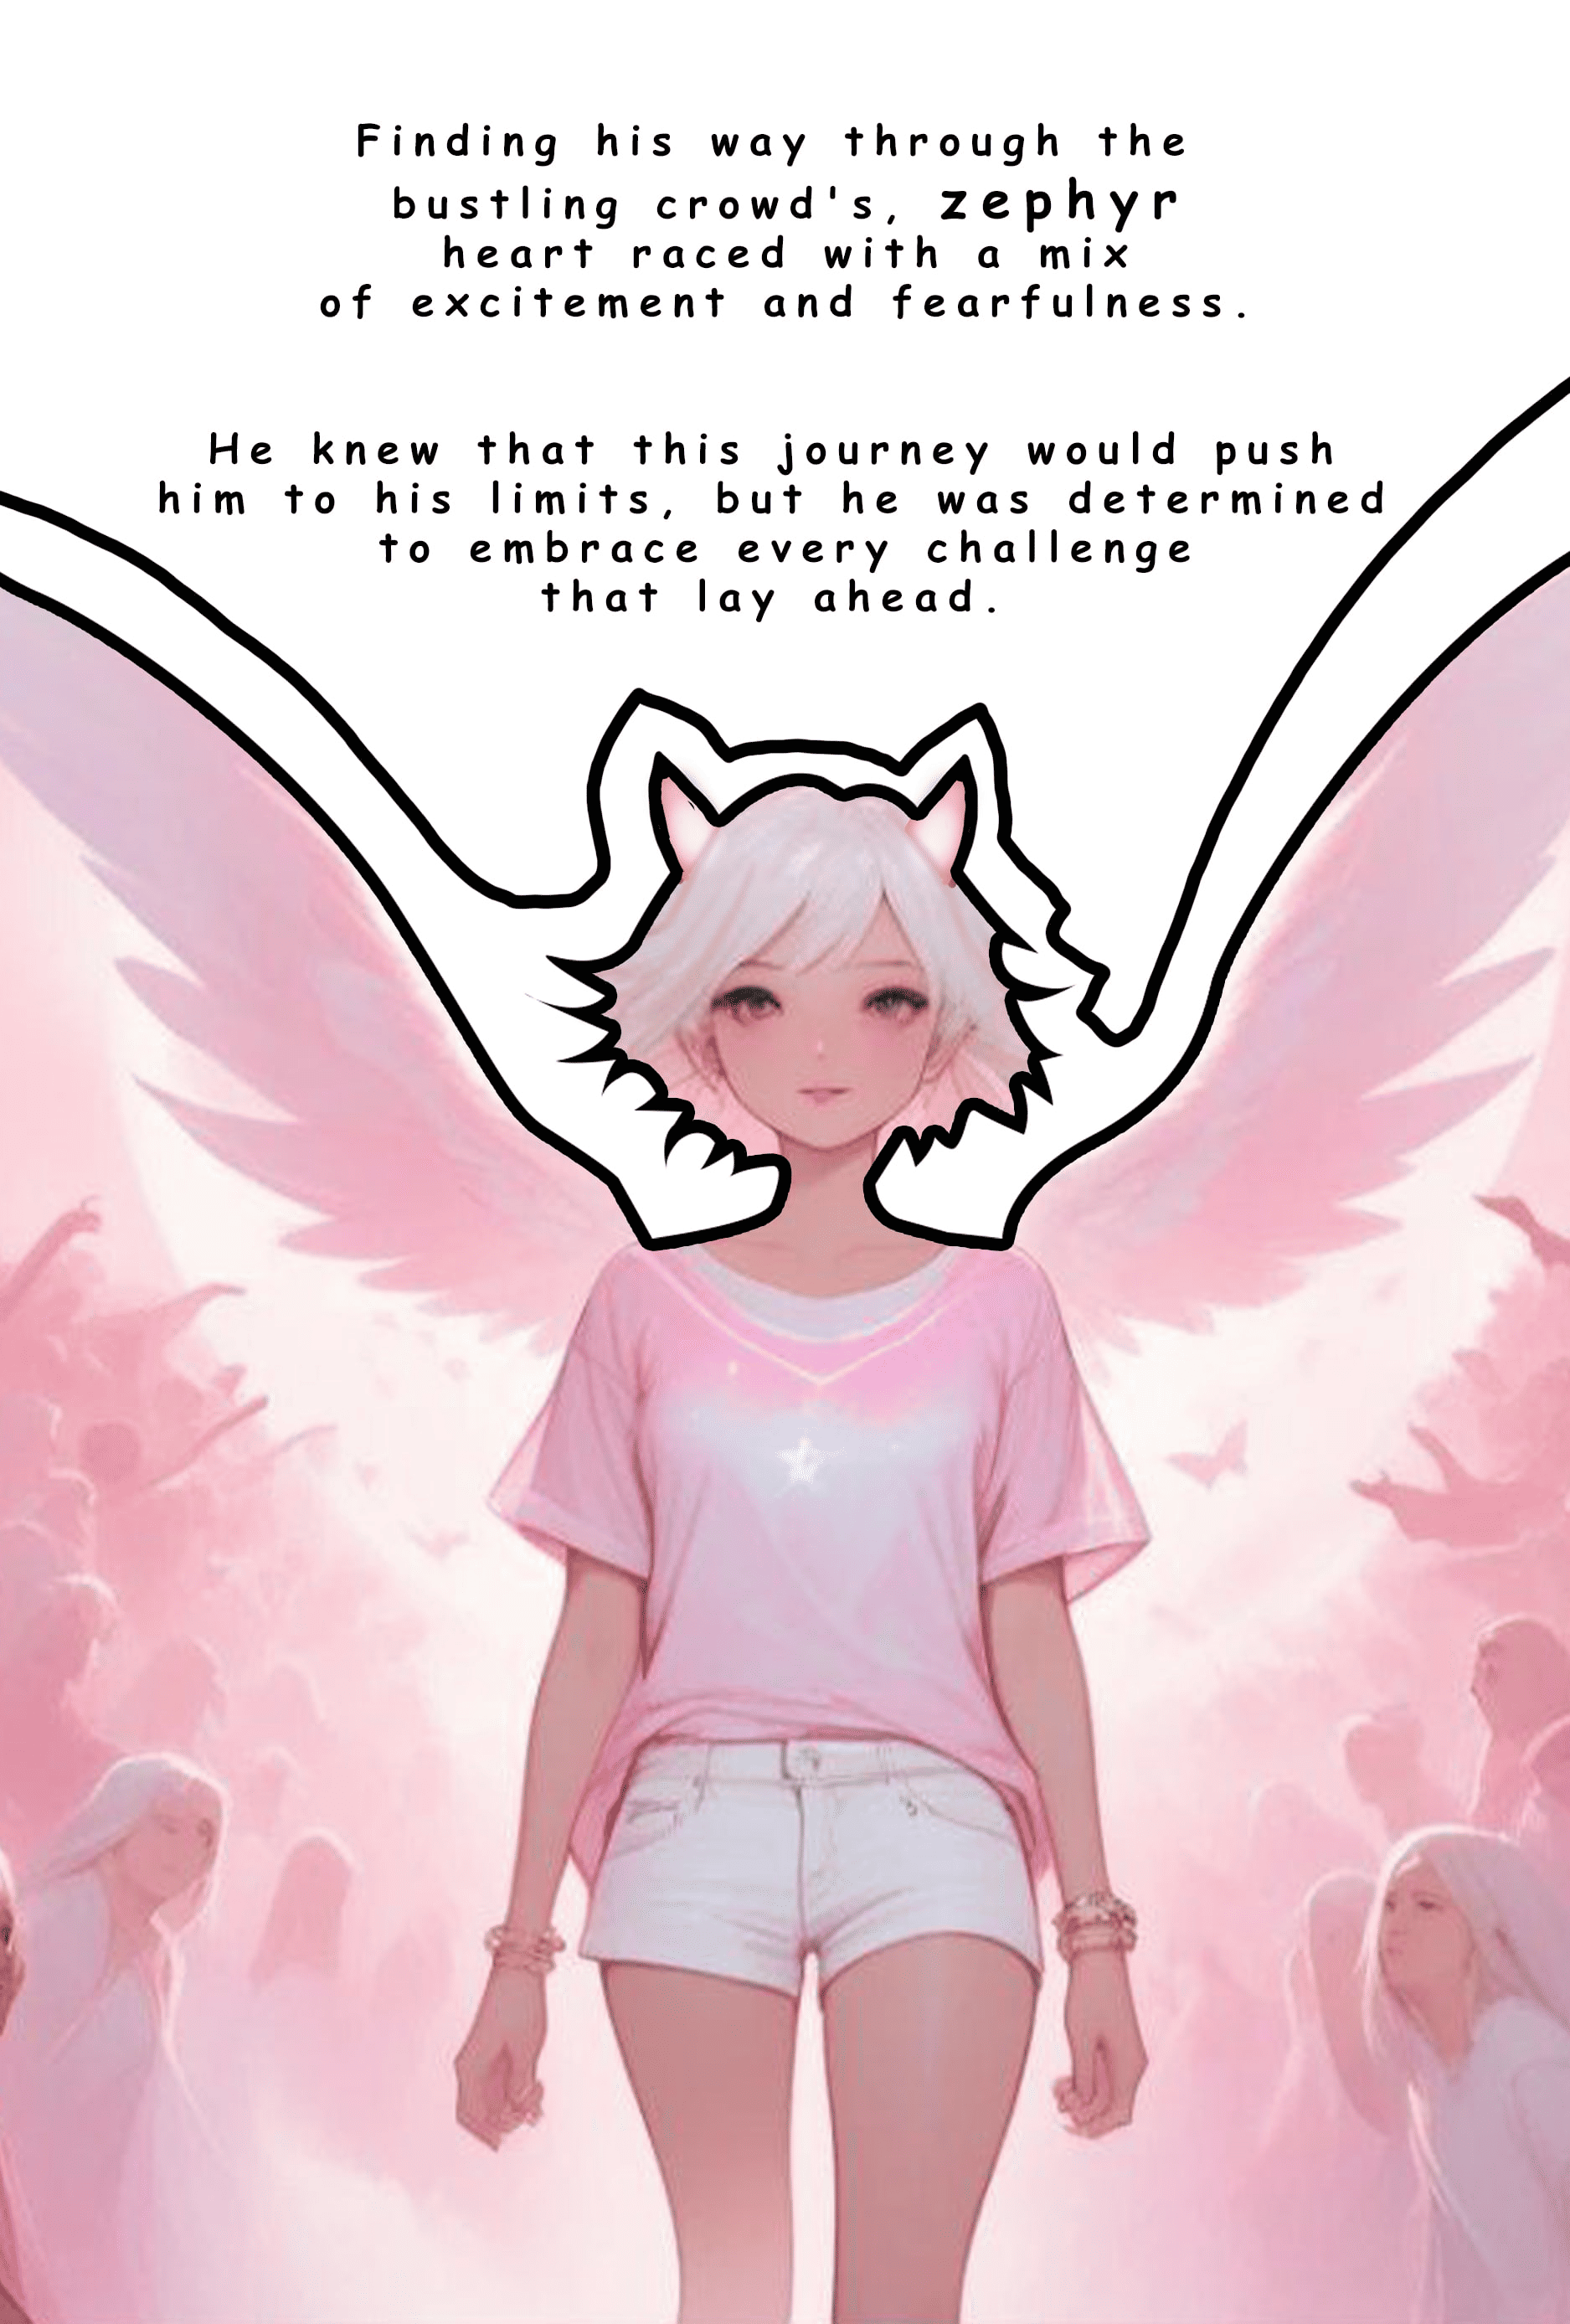 Finding his way through the
bustling crowd's, zephyr
heart raced with a mix
of excitement and fearfulness.
He knew that this journey would push
him to his limits, but he was determined
to embrace every challenge
that lay ahead.